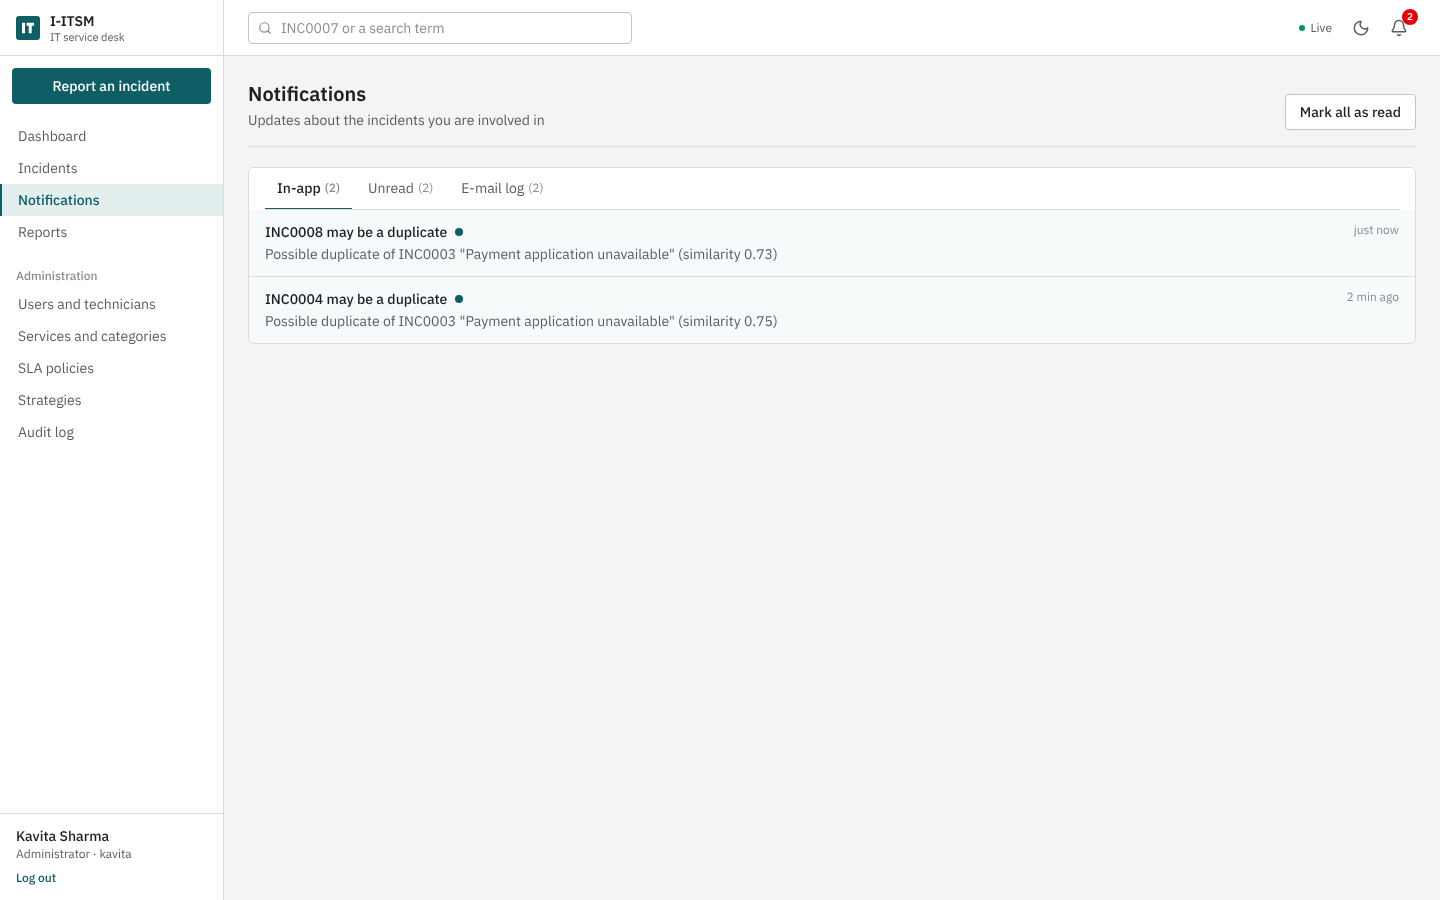 IT
I-ITSM
IT service desk
INC0007 or a search term
Live
2
Report an incident
Dashboard
Incidents
Notifications
Reports
Administration
Users and technicians
Services and categories
SLA policies
Strategies
Audit log
Kavita Sharma
Administrator · kavita
Log out
Notifications
Updates about the incidents you are involved in
Mark all as read
In-app (2)
Unread (2)
E-mail log (2)
INC0008 may be a duplicate
just now
Possible duplicate of INC0003 "Payment application unavailable" (similarity 0.73)
INC0004 may be a duplicate
2 min ago
Possible duplicate of INC0003 "Payment application unavailable" (similarity 0.75)